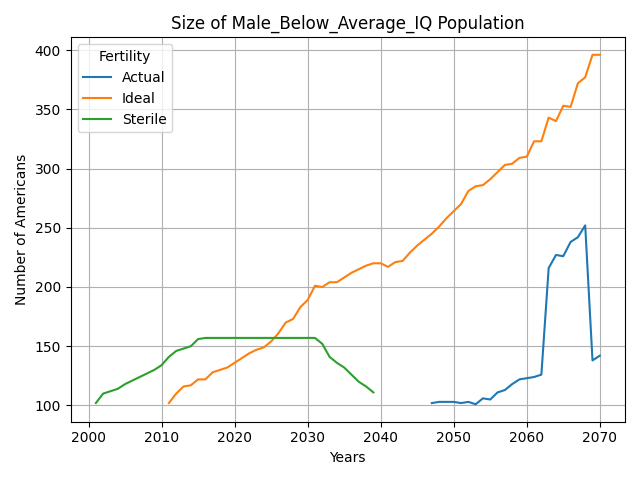 Size of Male_Below_Average_IQ Population
Fertility
Actual
Ideal
Sterile
Number of Americans
400
350
300
250
200
150
100
2000 2010 2020 2030 2040 2050 2060 2070
Years